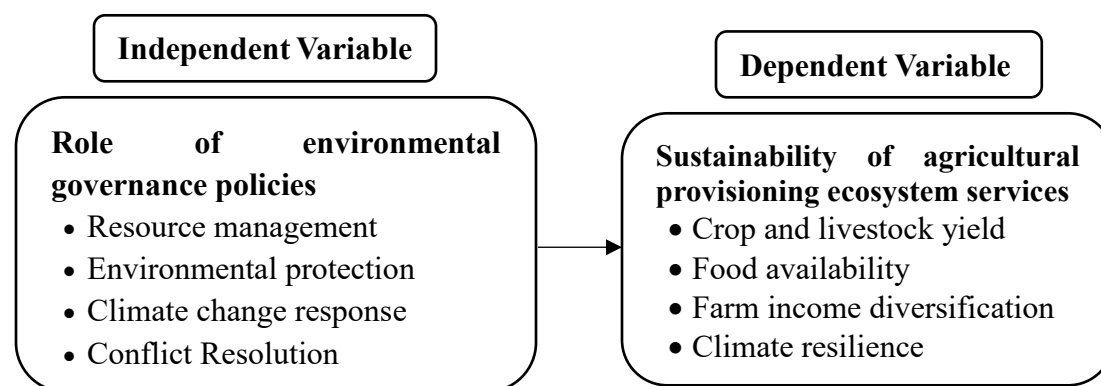 Independent Variable
Role of environmental
governance policies
• Resource management
• Environmental protection
• Climate change response
• Conflict Resolution
Dependent Variable
Sustainability of agricultural
provisioning ecosystem services
• Crop and livestock yield
• Food availability
• Farm income diversification
• Climate resilience